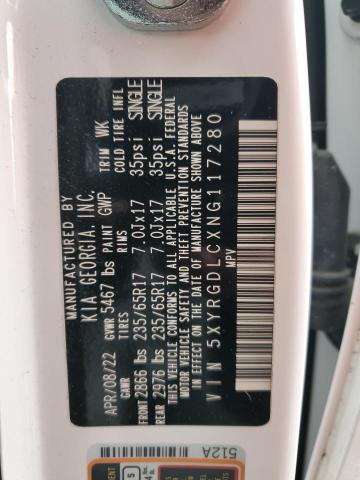 MANUFACTURED BY
KIA GEORGIA, INC.
APR/08/22 GVWR 5467 lbs PAINT GWP TRIM WK
GAWR TIRES RIMS COLD TIRE INFL
FRONT 2866 lbs 235/65R17 7.0Jx17 35psi SINGLE
REAR 2976 lbs 235/65R17 7.0Jx17 35psi SINGLE
THIS VEHICLE CONFORMS TO ALL APPLICABLE U.S.A. FEDERAL
MOTOR VEHICLE SAFETY AND THEFT PREVENTION STANDARDS
IN EFFECT ON THE DATE OF MANUFACTURE SHOWN ABOVE
VIN 5XYRGDLCXNG117280
MPV
512A